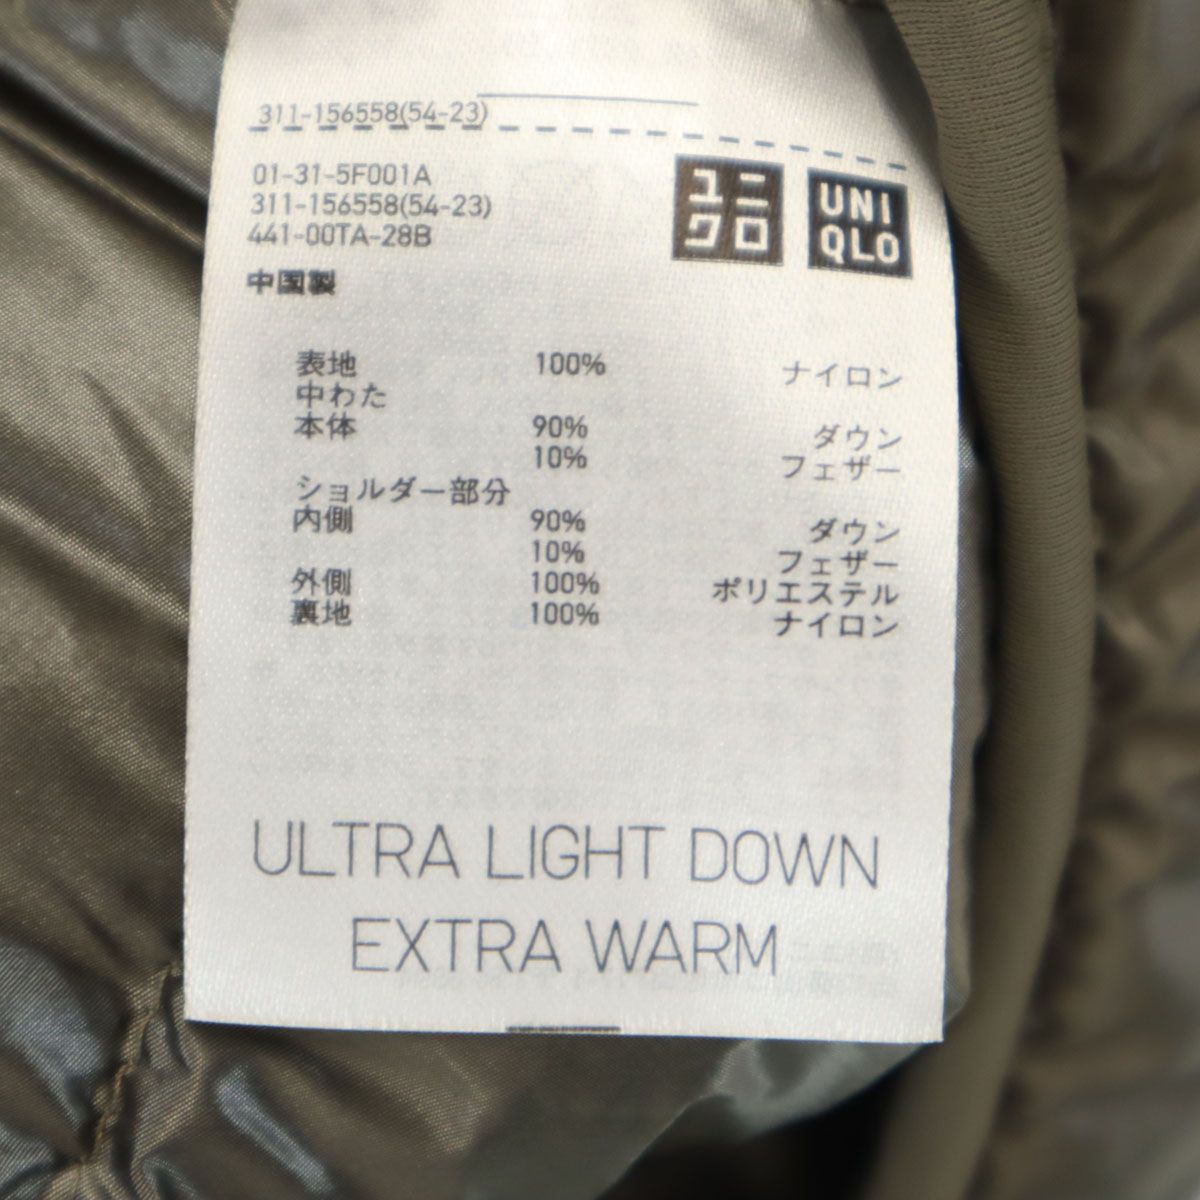 311-156558(54-23)
01-31-5F001A
311-156558(54-23)
441-00TA-28B
中国製
ユニ
クロ
UNI
QLO
表地 100% ナイロン
中わた
本体 90% ダウン
10% フェザー
ショルダー部分
内側 90% ダウン
10% フェザー
外側 100% ポリエステル
裏地 100% ナイロン
ULTRA LIGHT DOWN
EXTRA WARM